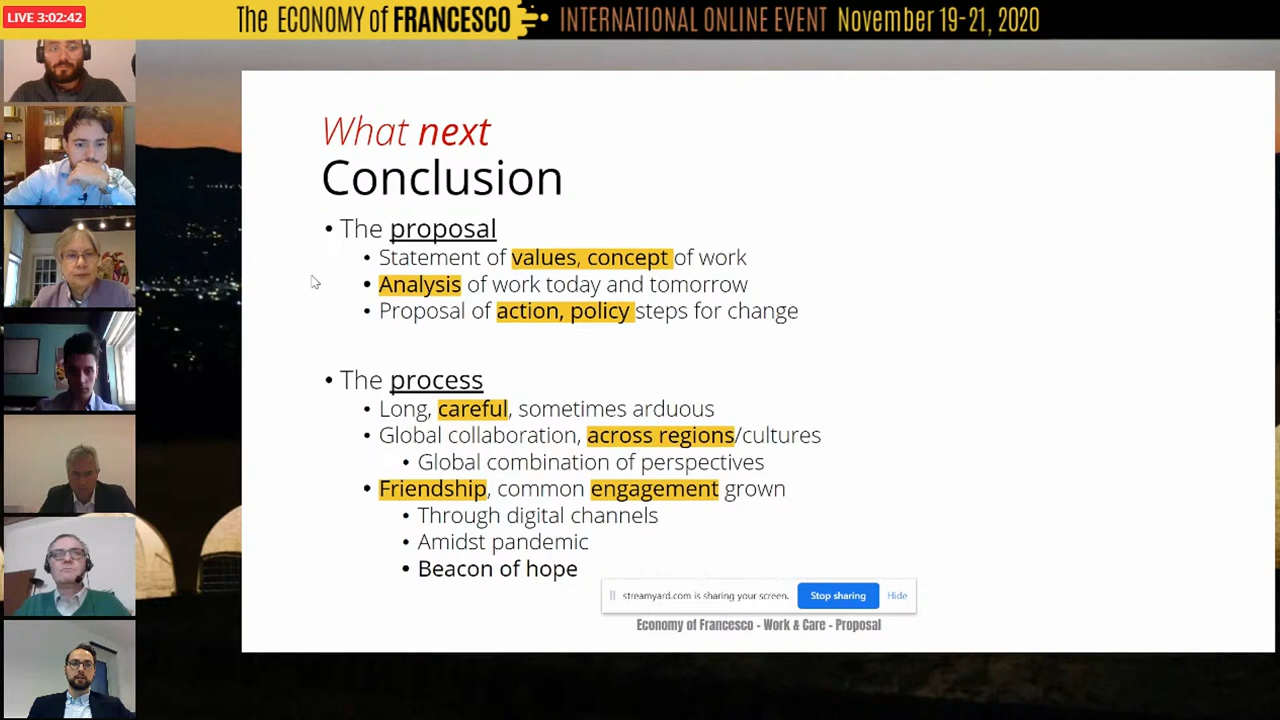 LIVE 3:02:42
The ECONOMY of FRANCESCO INTERNATIONAL ONLINE EVENT November 19-21, 2020
What next
Conclusion
• The proposal
• Statement of values, concept of work
• Analysis of work today and tomorrow
• Proposal of action, policy steps for change
• The process
• Long, careful, sometimes arduous
• Global collaboration, across regions/cultures
• Global combination of perspectives
• Friendship, common engagement grown
• Through digital channels
• Amidst pandemic
• Beacon of hope
streamyard.com is sharing your screen. Stop sharing Hide
Economy of Francesco - Work & Care - Proposal